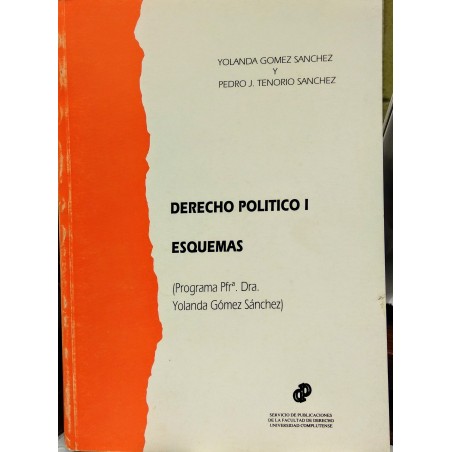 YOLANDA GOMEZ SANCHEZ
Y
PEDRO J. TENORIO SANCHEZ
DERECHO POLITICO I
ESQUEMAS
(Programa Pfrª. Dra.
Yolanda Gómez Sánchez)
SERVICIO DE PUBLICACIONES
DE LA FACULTAD DE DERECHO
UNIVERSIDAD COMPLUTENSE